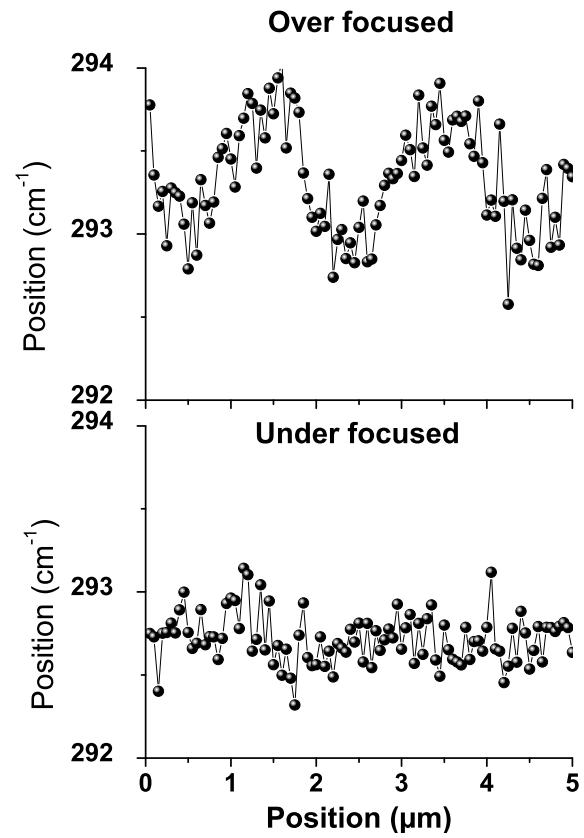 Over focused
294
293
292
Position (cm⁻¹)
294
Under focused
293
292
Position (cm⁻¹)
0 1 2 3 4 5
Position (μm)